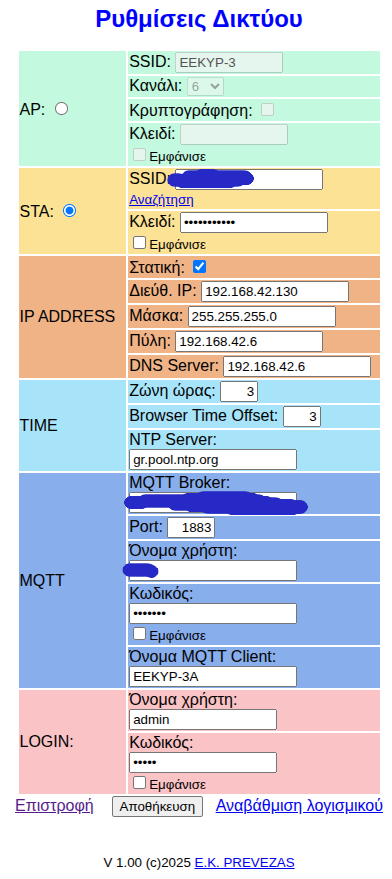 Ρυθμίσεις Δικτύου
AP:
SSID: EEKYP-3
Κανάλι: 6
Κρυπτογράφηση:
Κλειδί:
Εμφάνισε
STA:
SSID:
Αναζήτηση
Κλειδί: •••••••••••
Εμφάνισε
IP ADDRESS
Στατική:
Διεύθ. IP: 192.168.42.130
Μάσκα: 255.255.255.0
Πύλη: 192.168.42.6
DNS Server: 192.168.42.6
TIME
Ζώνη ώρας: 3
Browser Time Offset: 3
NTP Server:
gr.pool.ntp.org
MQTT
MQTT Broker:
Port: 1883
Όνομα χρήστη:
Κωδικός:
•••••••
Εμφάνισε
Όνομα MQTT Client:
EEKYP-3A
LOGIN:
Όνομα χρήστη:
admin
Κωδικός:
•••••
Εμφάνισε
Επιστροφή Αποθήκευση Αναβάθμιση λογισμικού
V 1.00 (c)2025 E.K. PREVEZAS